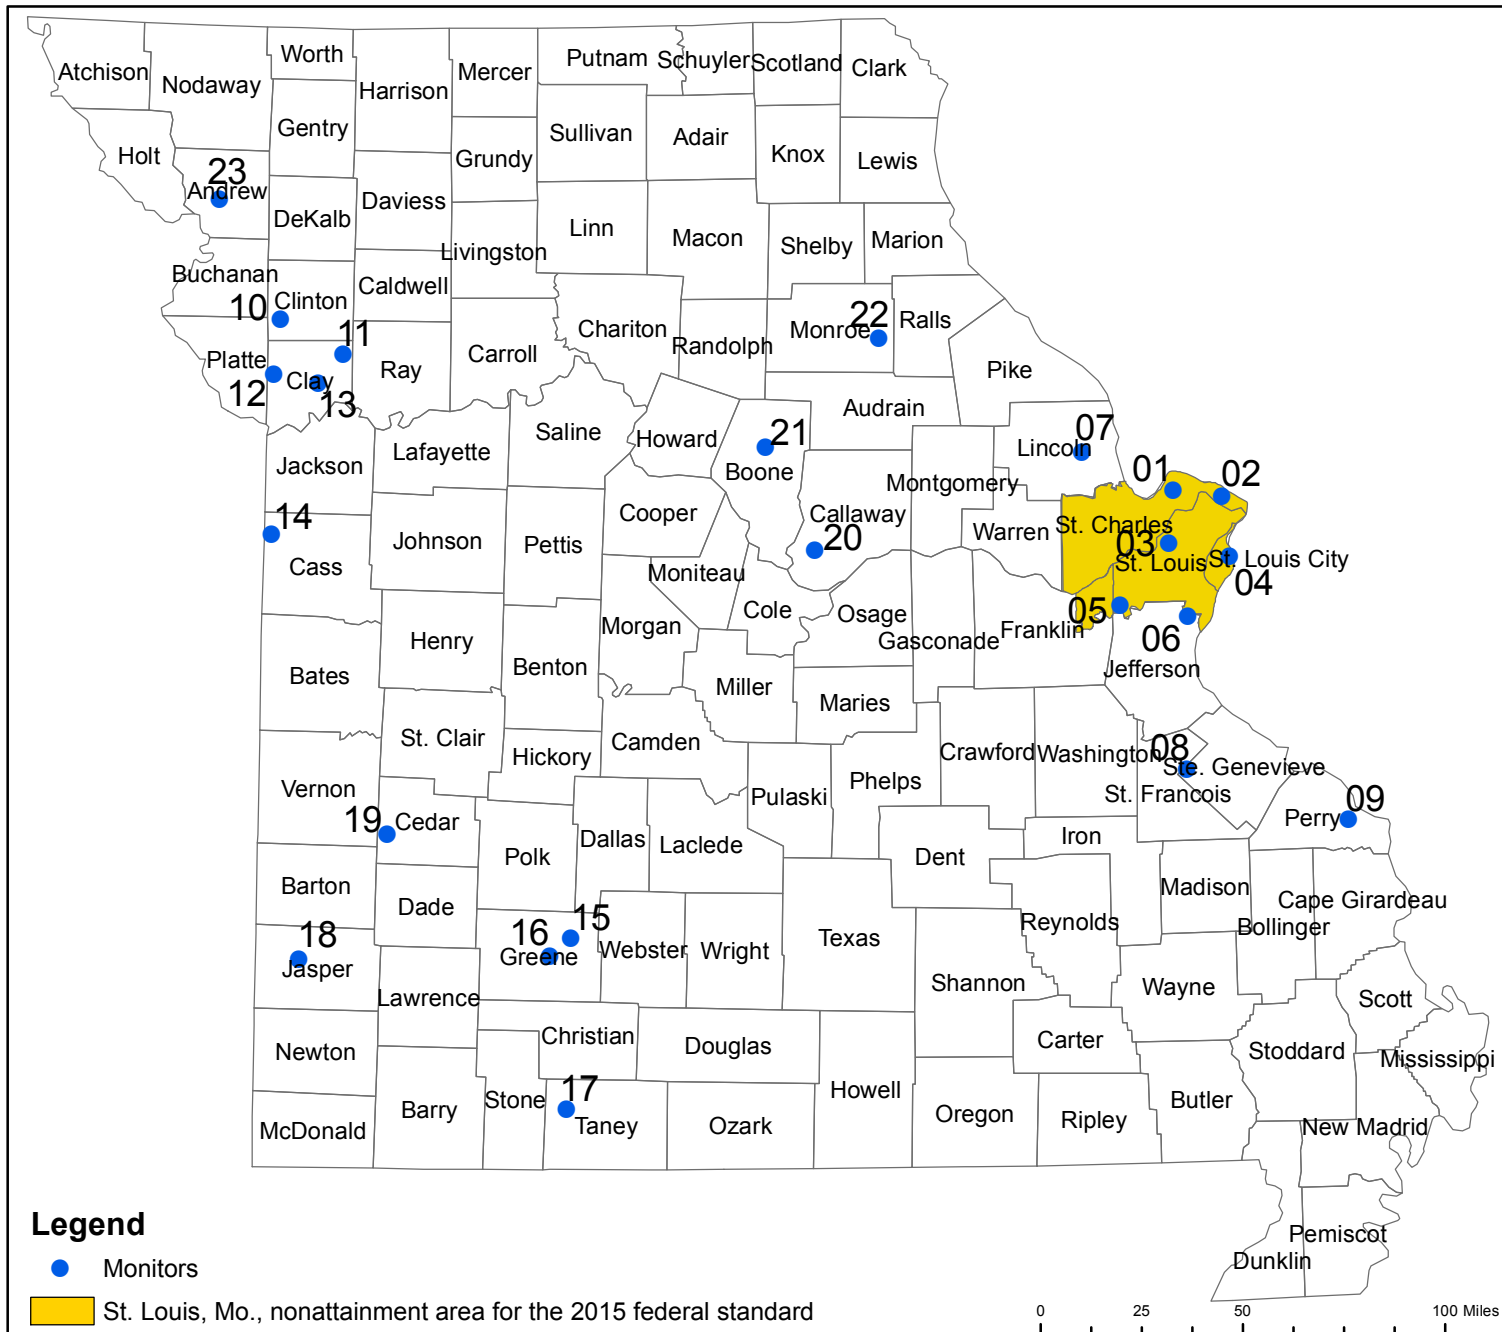 Atchison
Nodaway
Worth
Harrison
Mercer
Putnam
Schuyler
Scotland
Clark
Holt
Gentry
Sullivan
Adair
Knox
Lewis
Grundy
23
Andrew
DeKalb
Daviess
Linn
Macon
Shelby
Marion
Livingston
Buchanan
10
Clinton
Caldwell
Chariton
Randolph
22
Monroe
Ralls
11
Platte
12
Clay
13
Ray
Carroll
Pike
Audrain
Jackson
Lafayette
Saline
Howard
21
Boone
Lincoln
07
Montgomery
01
02
14
Cass
Johnson
Pettis
Cooper
Callaway
20
Warren
St. Charles
03
St. Louis
St. Louis City
04
Moniteau
Cole
Osage
Gasconade
Franklin
05
06
Jefferson
Henry
Morgan
Bates
Benton
Miller
Maries
St. Clair
Hickory
Camden
Crawford
Washington
08
Ste. Genevieve
St. Francois
Vernon
Pulaski
Phelps
19
Cedar
Polk
Dallas
Laclede
Dent
Iron
Perry
09
Barton
Dade
Madison
Cape Girardeau
Bollinger
18
Jasper
16
15
Greene
Webster
Wright
Texas
Reynolds
Shannon
Wayne
Scott
Lawrence
Newton
Christian
Douglas
Carter
Stoddard
Mississippi
McDonald
Barry
Stone
17
Taney
Ozark
Howell
Oregon
Ripley
Butler
New Madrid
Pemiscot
Dunklin
Legend
Monitors
St. Louis, Mo., nonattainment area for the 2015 federal standard
0 25 50 100 Miles